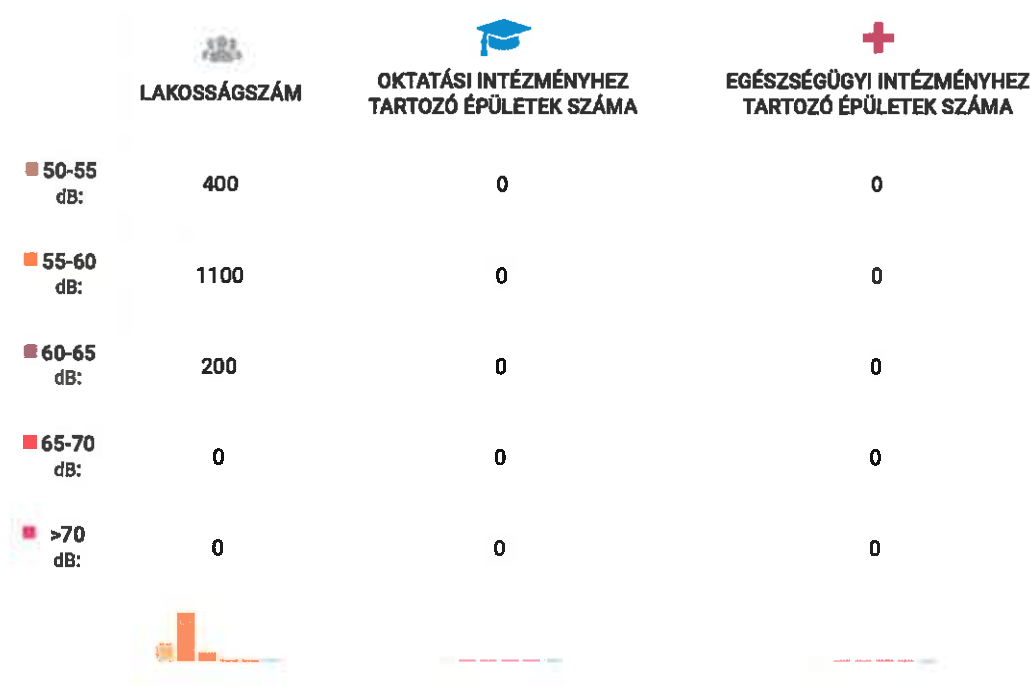 LAKOSSÁGSZÁM
OKTATÁSI INTÉZMÉNYHEZ
TARTOZÓ ÉPÜLETEK SZÁMA
EGÉSZSÉGÜGYI INTÉZMÉNYHEZ
TARTOZÓ ÉPÜLETEK SZÁMA
50-55
dB:
400
0
0
55-60
dB:
1100
0
0
60-65
dB:
200
0
0
65-70
dB:
0
0
0
>70
dB:
0
0
0